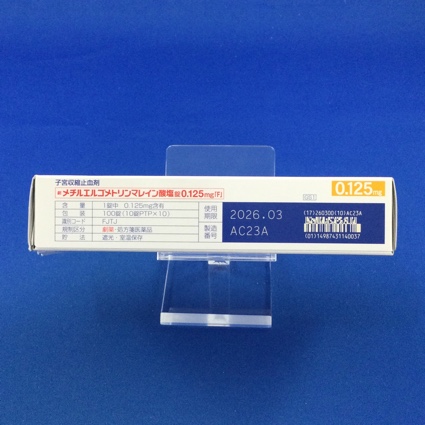 子宮収縮止血剤
メチルエルゴメトリンマレイン酸塩錠0.125mg「F」
0.125mg
含量 1錠中 0.125mg含有
包装 100錠(10錠PTP×10)
識別コード FJTJ
規制区分 劇薬・処方箋医薬品
貯法 遮光・室温保存
使用期限 2026.03
製造番号 AC23A
(17)260300(10)AC23A
(01)14987431140037